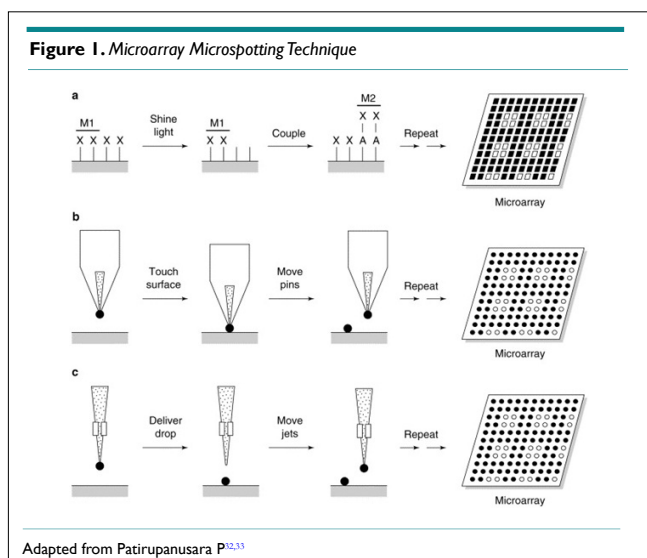 Figure 1. Microarray Microspotting Technique
a
M1
X X X X
Shine
light
M1
X X
Couple
M2
X X
X X A A
Repeat
Microarray
b
Touch
surface
Move
pins
Repeat
Microarray
c
Deliver
drop
Move
jets
Repeat
Microarray
Adapted from Patirupanusara P32,33